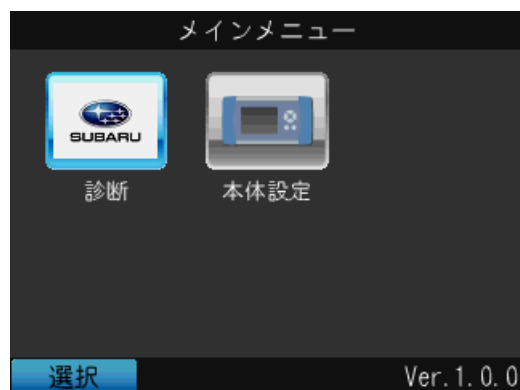 メインメニュー
SUBARU
診断
本体設定
選択
Ver.1.0.0